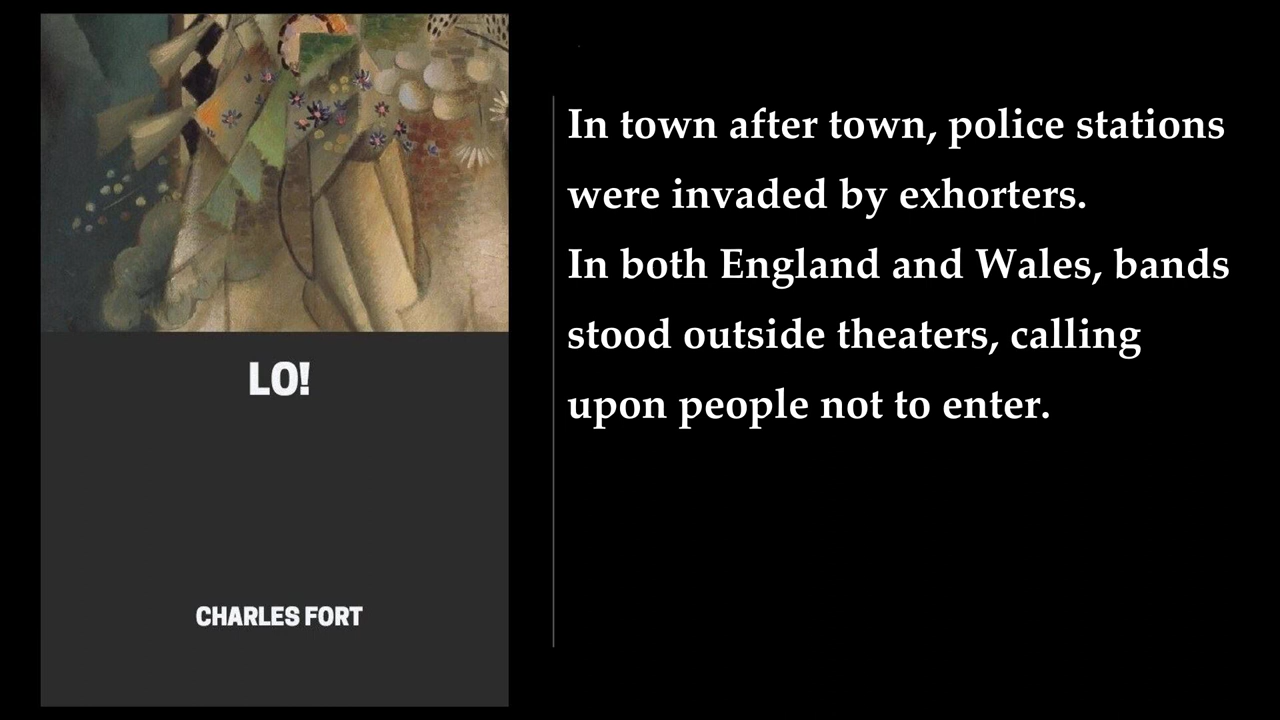 LO!
CHARLES FORT
In town after town, police stations
were invaded by exhorters.
In both England and Wales, bands
stood outside theaters, calling
upon people not to enter.